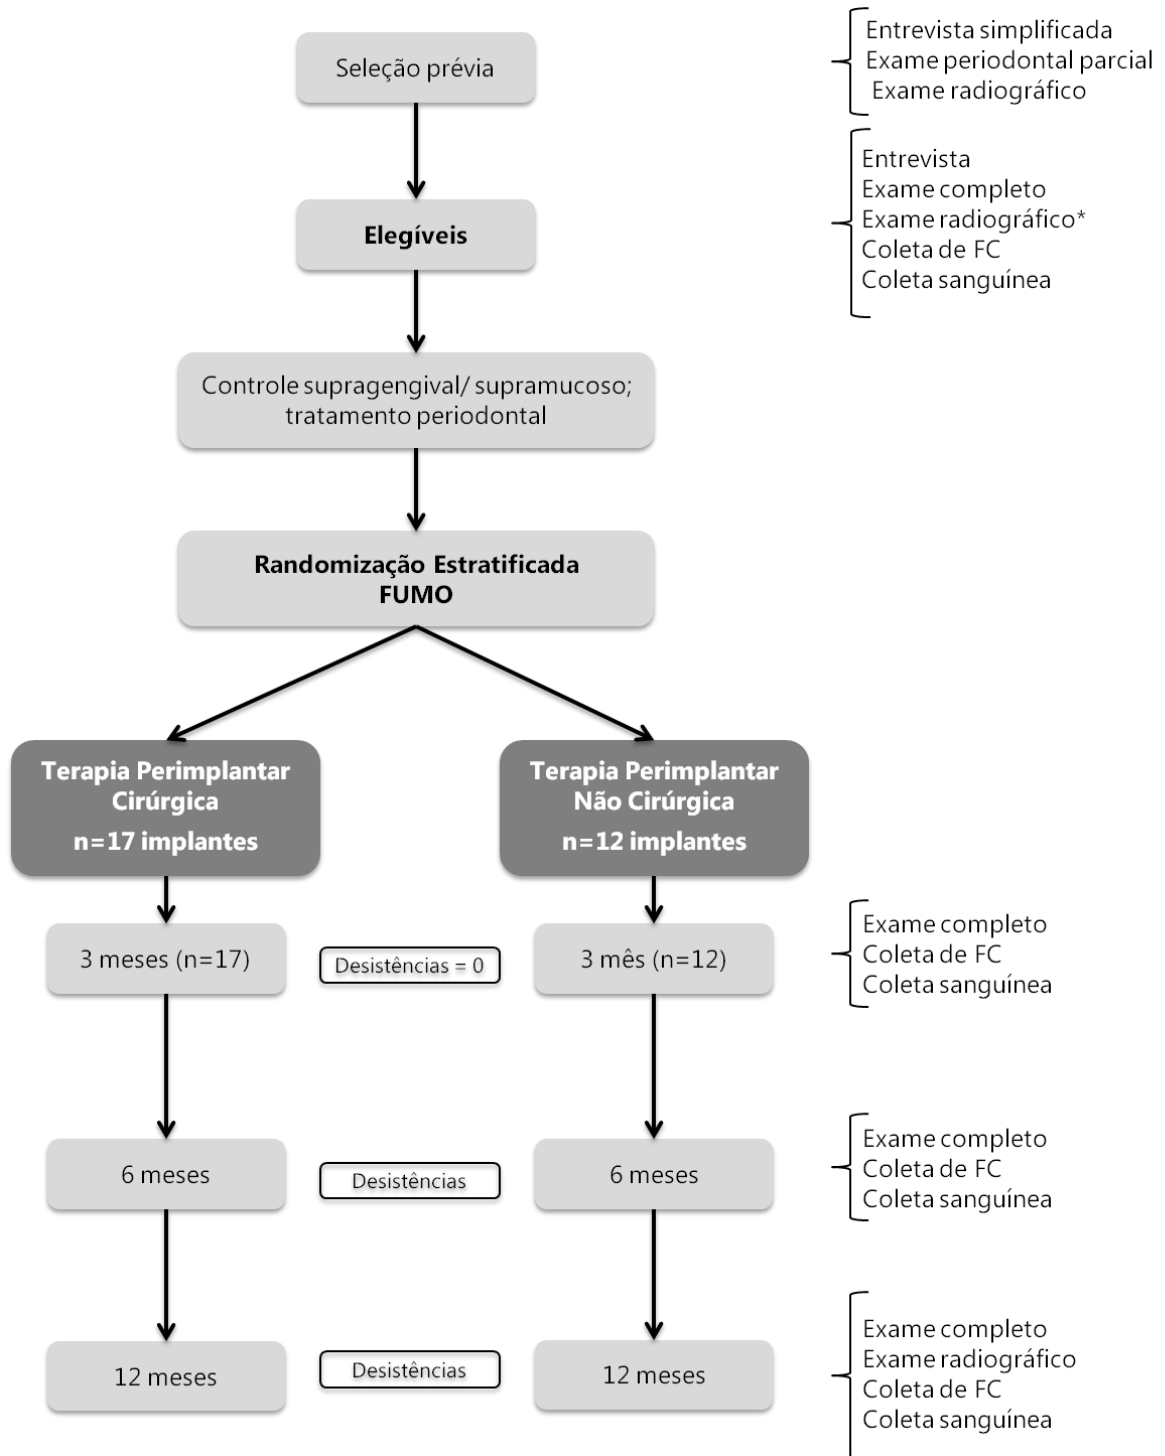 Seleção prévia
Entrevista simplificada
Exame periodontal parcial
Exame radiográfico
Elegíveis
Entrevista
Exame completo
Exame radiográfico*
Coleta de FC
Coleta sanguínea
Controle supragengival/ supramucoso;
tratamento periodontal
Randomização Estratificada
FUMO
Terapia Perimplantar
Cirúrgica
n=17 implantes
Terapia Perimplantar
Não Cirúrgica
n=12 implantes
3 meses (n=17)
Desistências = 0
3 mês (n=12)
Exame completo
Coleta de FC
Coleta sanguínea
6 meses
Desistências
6 meses
Exame completo
Coleta de FC
Coleta sanguínea
12 meses
Desistências
12 meses
Exame completo
Exame radiográfico
Coleta de FC
Coleta sanguínea